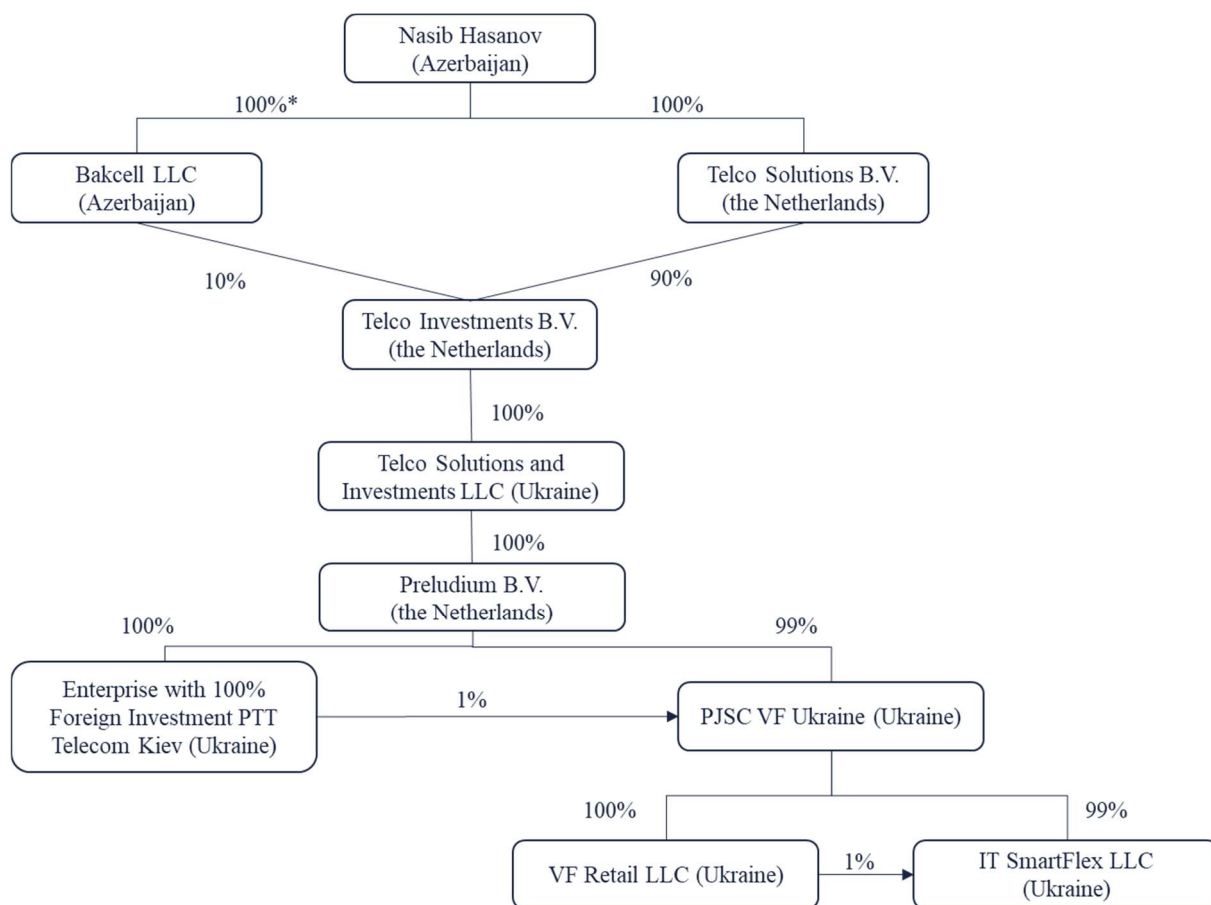 Nasib Hasanov
(Azerbaijan)
100%*
100%
Bakcell LLC
(Azerbaijan)
Telco Solutions B.V.
(the Netherlands)
10%
90%
Telco Investments B.V.
(the Netherlands)
100%
Telco Solutions and
Investments LLC (Ukraine)
100%
Preludium B.V.
(the Netherlands)
100%
99%
Enterprise with 100%
Foreign Investment PTT
Telecom Kiev (Ukraine)
1%
PJSC VF Ukraine (Ukraine)
100%
99%
VF Retail LLC (Ukraine)
1%
IT SmartFlex LLC
(Ukraine)